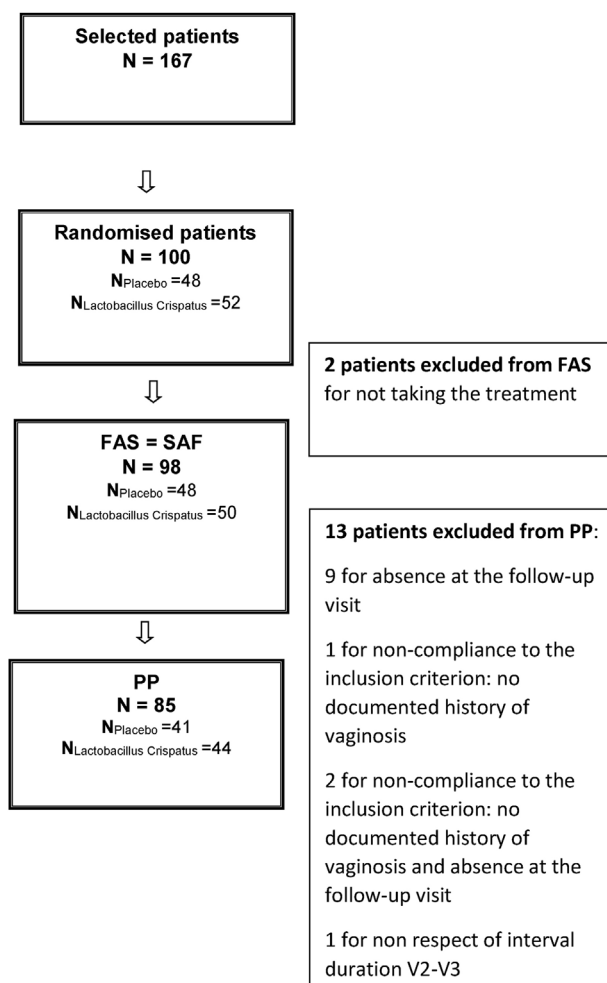 Selected patients
N = 167
⇩
Randomised patients
N = 100
NPlacebo =48
NLactobacillus Crispatus =52
2 patients excluded from FAS
for not taking the treatment
⇩
FAS = SAF
N = 98
NPlacebo =48
NLactobacillus Crispatus =50
13 patients excluded from PP:
9 for absence at the follow-up
visit
1 for non-compliance to the
inclusion criterion: no
documented history of
vaginosis
2 for non-compliance to the
inclusion criterion: no
documented history of
vaginosis and absence at the
follow-up visit
1 for non respect of interval
duration V2-V3
⇩
PP
N = 85
NPlacebo =41
NLactobacillus Crispatus =44